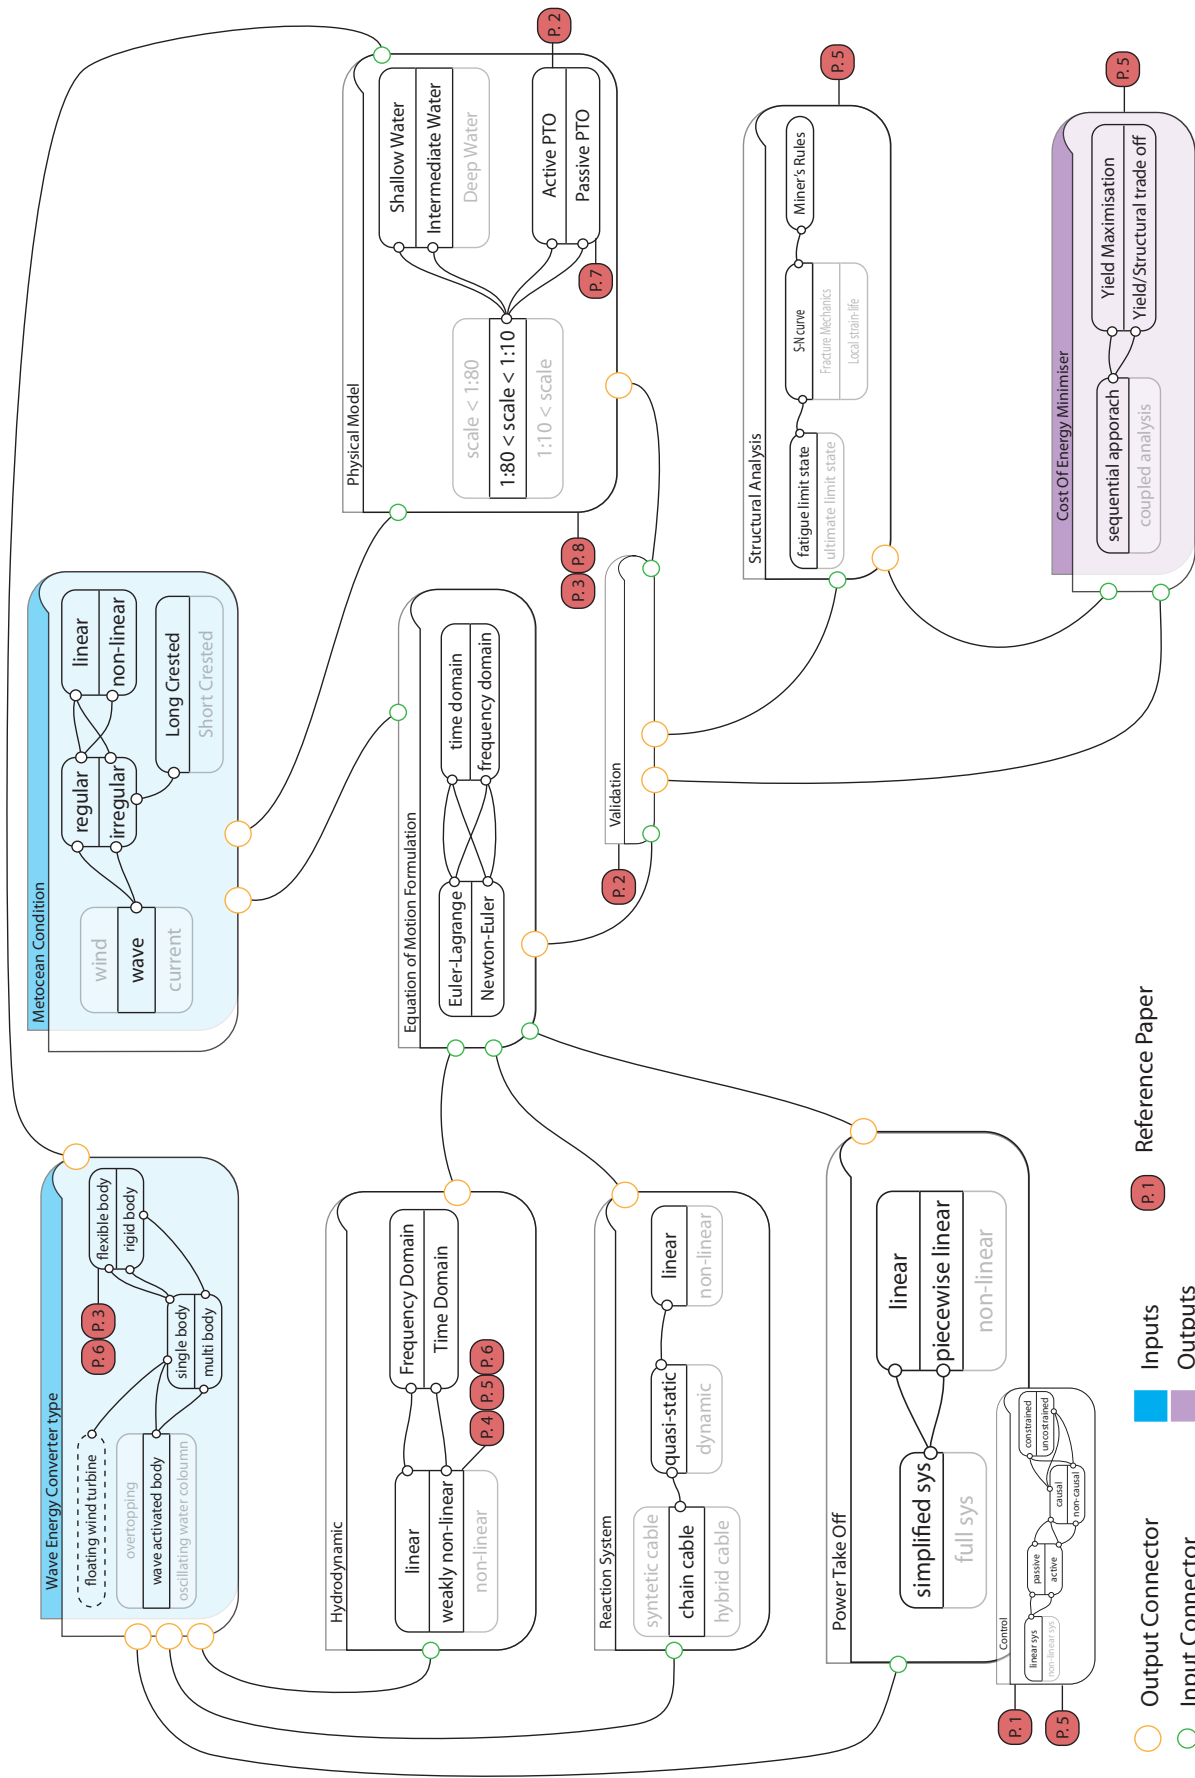 Wave Energy Converter type
floating wind turbine
overtopping
wave activated body
oscillating water coloumn
single body
multi body
flexible body
rigid body
P. 6
P. 3
Metocean Condition
wind
wave
current
regular
irregular
linear
non-linear
Long Crested
Short Crested
Hydrodynamic
linear
weakly non-linear
non-linear
Frequency Domain
Time Domain
P. 4
P. 5
P. 6
Equation of Motion Formulation
Euler-Lagrange
Newton-Euler
time domain
frequency domain
Physical Model
scale < 1:80
1:80 < scale < 1:10
1:10 < scale
Shallow Water
Intermediate Water
Deep Water
Active PTO
Passive PTO
P. 2
P. 7
P. 3
P. 8
Reaction System
syntetic cable
chain cable
hybrid cable
quasi-static
dynamic
linear
non-linear
Validation
P. 2
Structural Analysis
fatigue limit state
ultimate limit state
S-N curve
Fracture Mechanics
Local strain-life
Miner's Rules
P. 5
Power Take Off
simplified sys
full sys
linear
piecewise linear
non-linear
Control
linear sys
non-linear sys
passive
active
causal
non-causal
constrained
uncostrained
P. 1
P. 5
Cost Of Energy Minimiser
sequential apporach
coupled analysis
Yield Maximisation
Yield/Structural trade off
P. 5
Output Connector
Input Connector
Inputs
Outputs
P. 1
Reference Paper